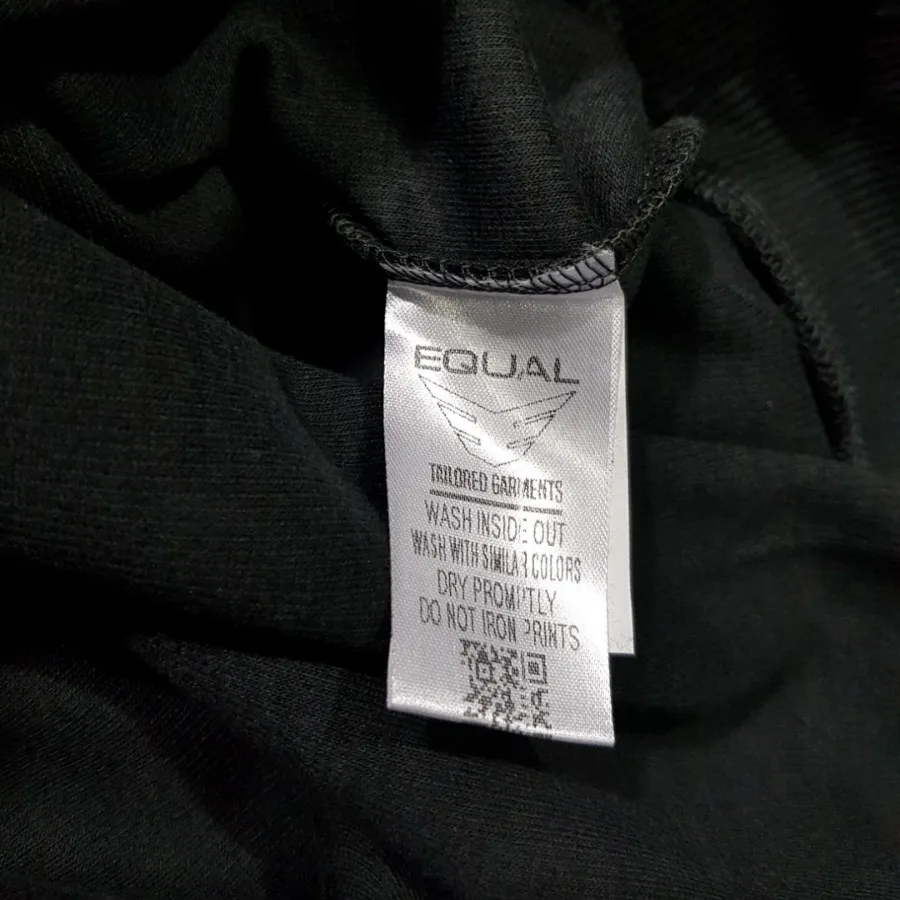 EQUAL
TAILORED GARMENTS
WASH INSIDE OUT
WASH WITH SIMILAR COLORS
DRY PROMPTLY
DO NOT IRON PRINTS